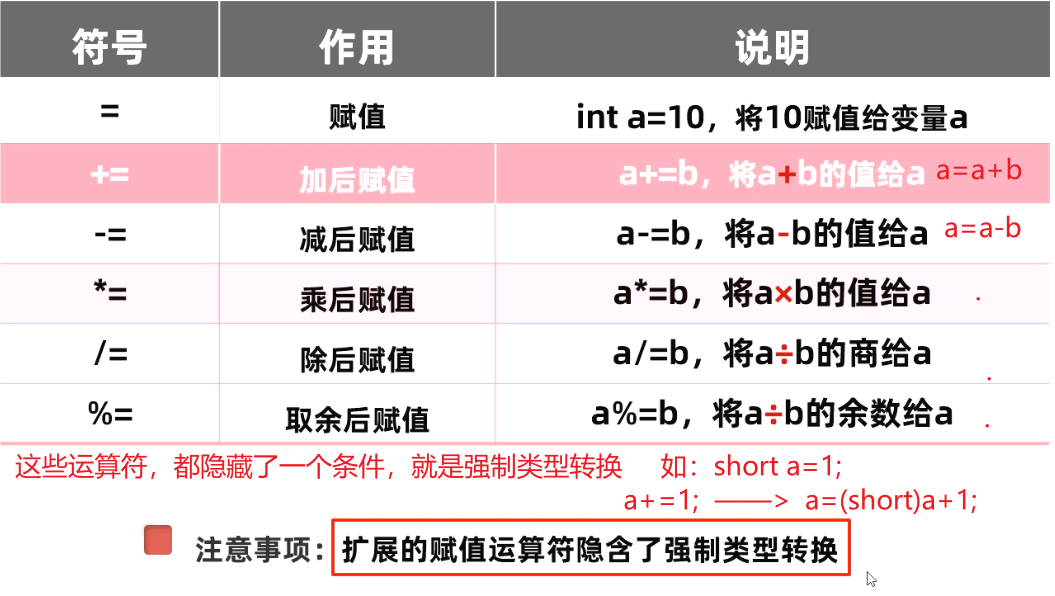 符号 作用 说明
= 赋值 int a=10，将10赋值给变量a
+= 加后赋值 a+=b，将a+b的值给a a=a+b
-= 减后赋值 a-=b，将a-b的值给a a=a-b
*= 乘后赋值 a*=b，将a×b的值给a
/= 除后赋值 a/=b，将a÷b的商给a
%= 取余后赋值 a%=b，将a÷b的余数给a
这些运算符，都隐藏了一个条件，就是强制类型转换 如：short a=1;
a+=1; ——> a=(short)a+1;
注意事项：扩展的赋值运算符隐含了强制类型转换